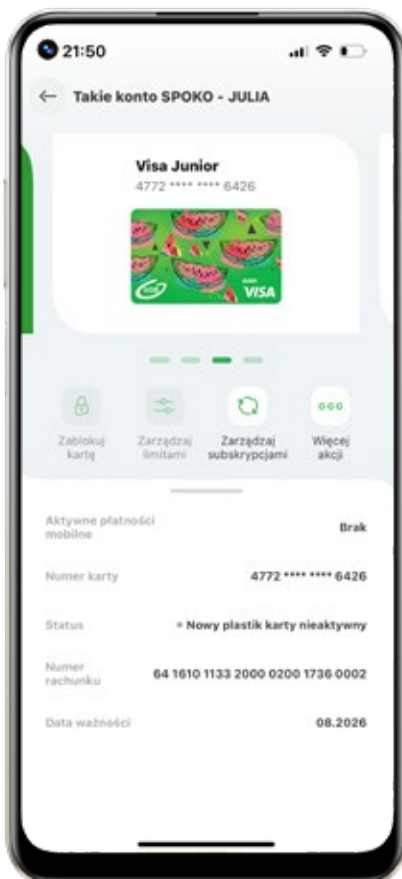 21:50
← Takie konto SPOKO - JULIA
Visa Junior
4772 **** **** 6426
SGB
VISA
Zablokuj
kartę
Zarządzaj
limitami
Zarządzaj
subskrypcjami
Więcej
akcji
Aktywne płatności
mobilne
Brak
Numer karty
4772 **** **** 6426
Status
Nowy plastik karty nieaktywny
Numer
rachunku
64 1610 1133 2000 0200 1736 0002
Data ważności
08.2026